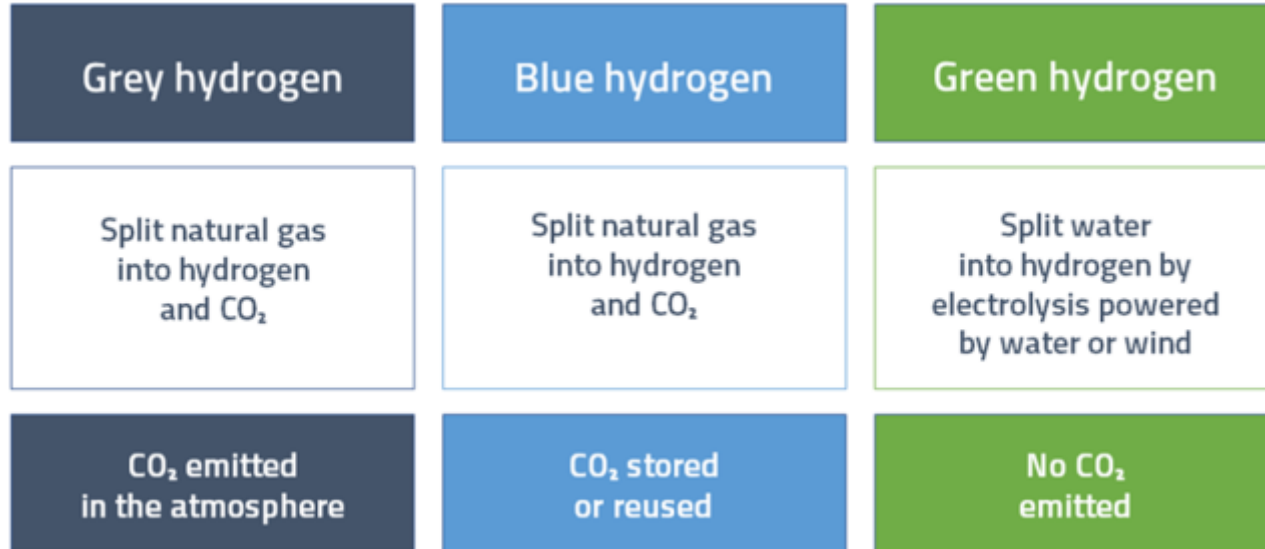 Grey hydrogen
Blue hydrogen
Green hydrogen
Split natural gas
into hydrogen
and CO₂
Split natural gas
into hydrogen
and CO₂
Split water
into hydrogen by
electrolysis powered
by water or wind
CO₂ emitted
in the atmosphere
CO₂ stored
or reused
No CO₂
emitted